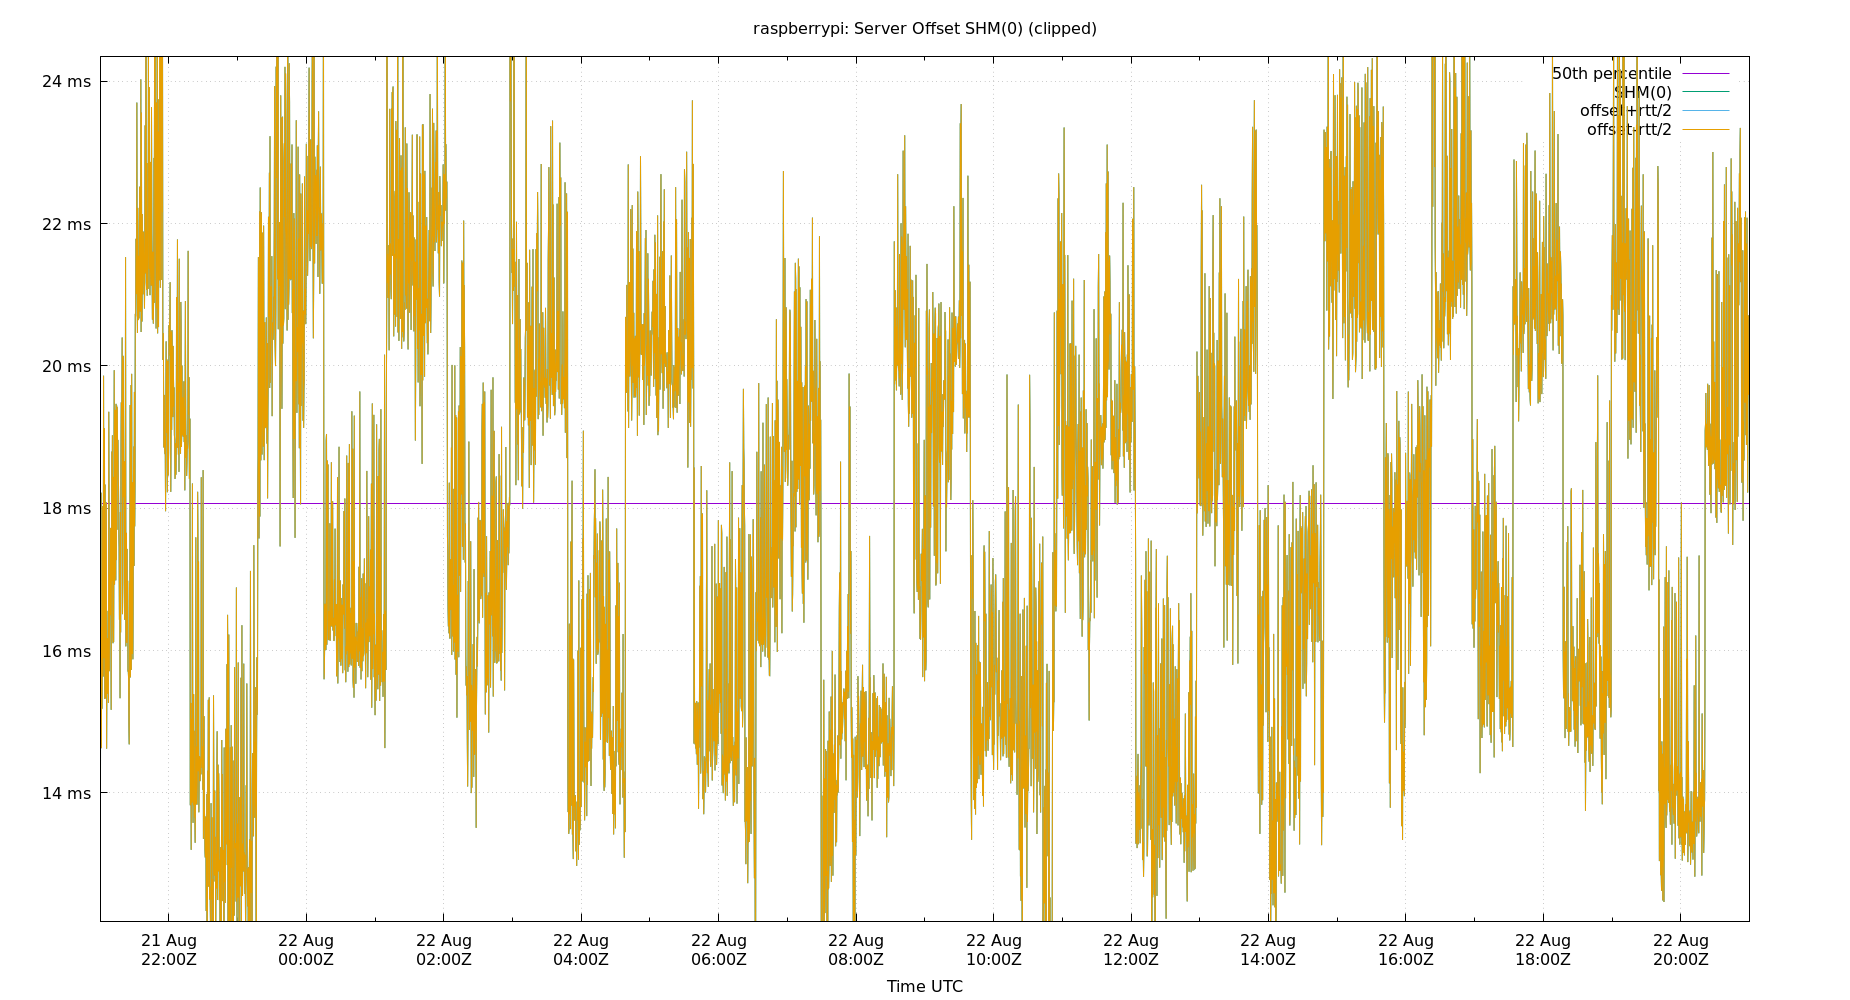 raspberrypi: Server Offset SHM(0) (clipped)
24 ms
22 ms
20 ms
18 ms
16 ms
14 ms
50th percentile
SHM(0)
offset+rtt/2
offset-rtt/2
21 Aug 22 Aug 22 Aug 22 Aug 22 Aug 22 Aug 22 Aug 22 Aug 22 Aug 22 Aug 22 Aug 22 Aug
22:00Z 00:00Z 02:00Z 04:00Z 06:00Z 08:00Z 10:00Z 12:00Z 14:00Z 16:00Z 18:00Z 20:00Z
Time UTC